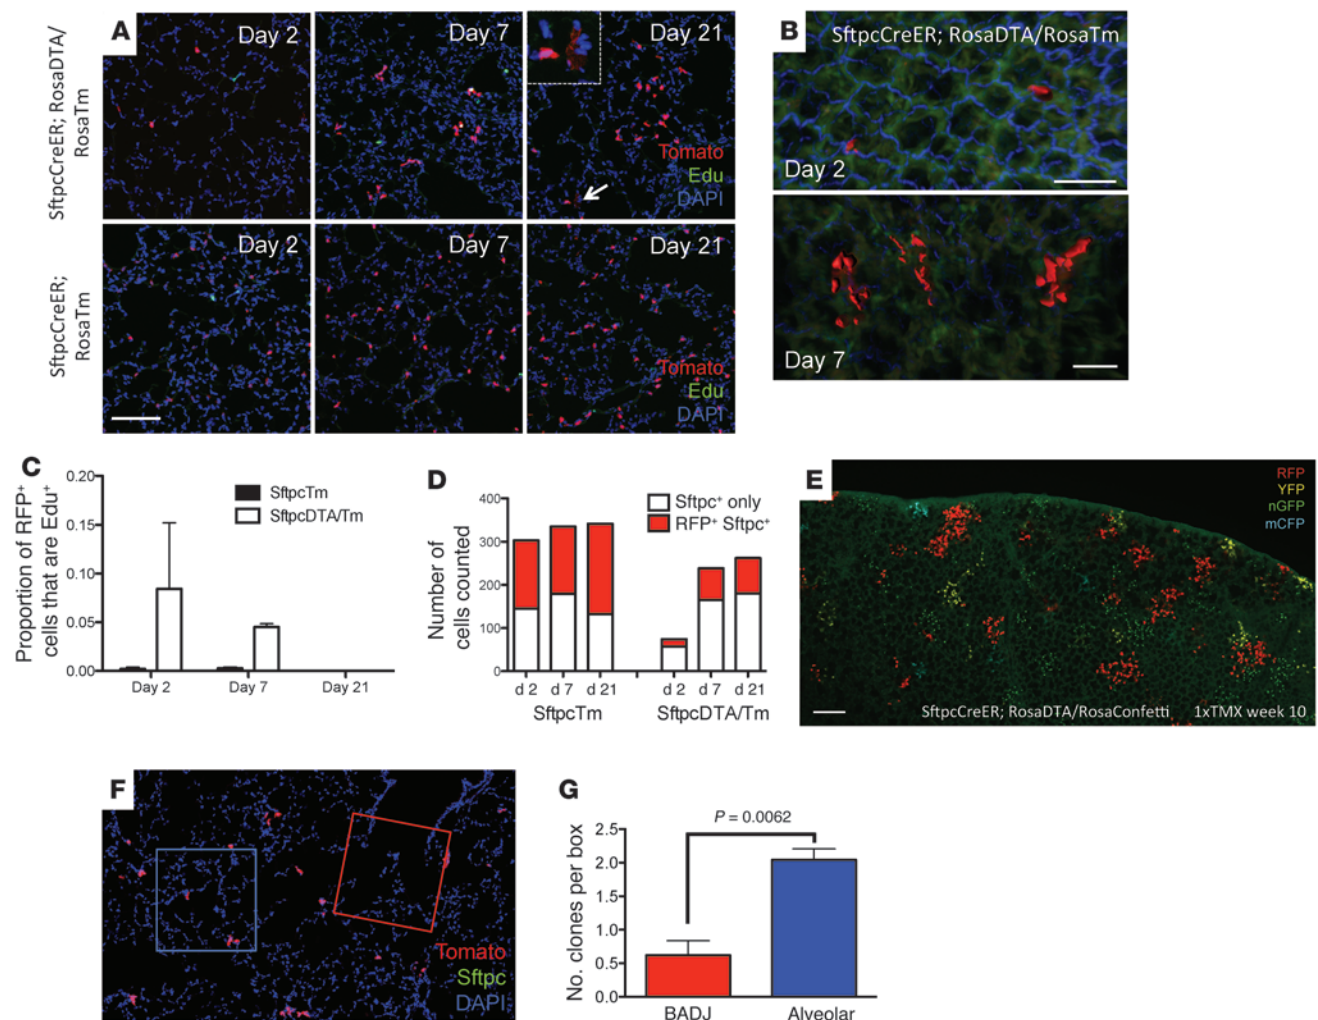 A
SftpcCreER; RosaDTA/
RosaTm
Day 2
Day 7
Day 21
Tomato
Edu
DAPI
SftpcCreER;
RosaTm
Day 2
Day 7
Day 21
Tomato
Edu
DAPI
B
SftpcCreER; RosaDTA/RosaTm
Day 2
Day 7
C
Proportion of RFP⁺
cells that are Edu⁺
0.20
0.15
0.10
0.05
0.00
SftpcTm
SftpcDTA/Tm
Day 2
Day 7
Day 21
D
Number of
cells counted
400
300
200
100
0
Sftpc⁺ only
RFP⁺ Sftpc⁺
d 2
d 7
d 21
d 2
d 7
d 21
SftpcTm
SftpcDTA/Tm
E
RFP
YFP
nGFP
mCFP
SftpcCreER; RosaDTA/RosaConfetti
1xTMX week 10
F
Tomato
Sftpc
DAPI
G
No. clones per box
2.5
2.0
1.5
1.0
0.5
0.0
P = 0.0062
BADJ
Alveolar